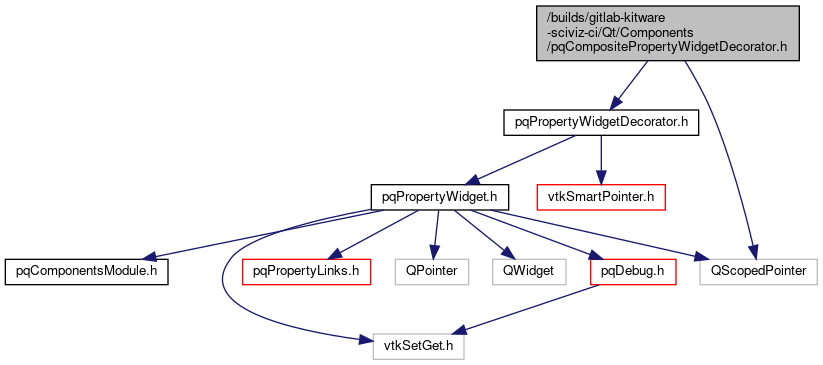 /builds/gitlab-kitware
-sciviz-ci/Qt/Components
/pqCompositePropertyWidgetDecorator.h
pqPropertyWidgetDecorator.h
pqPropertyWidget.h
vtkSmartPointer.h
pqComponentsModule.h
pqPropertyLinks.h
QPointer
QWidget
pqDebug.h
QScopedPointer
vtkSetGet.h